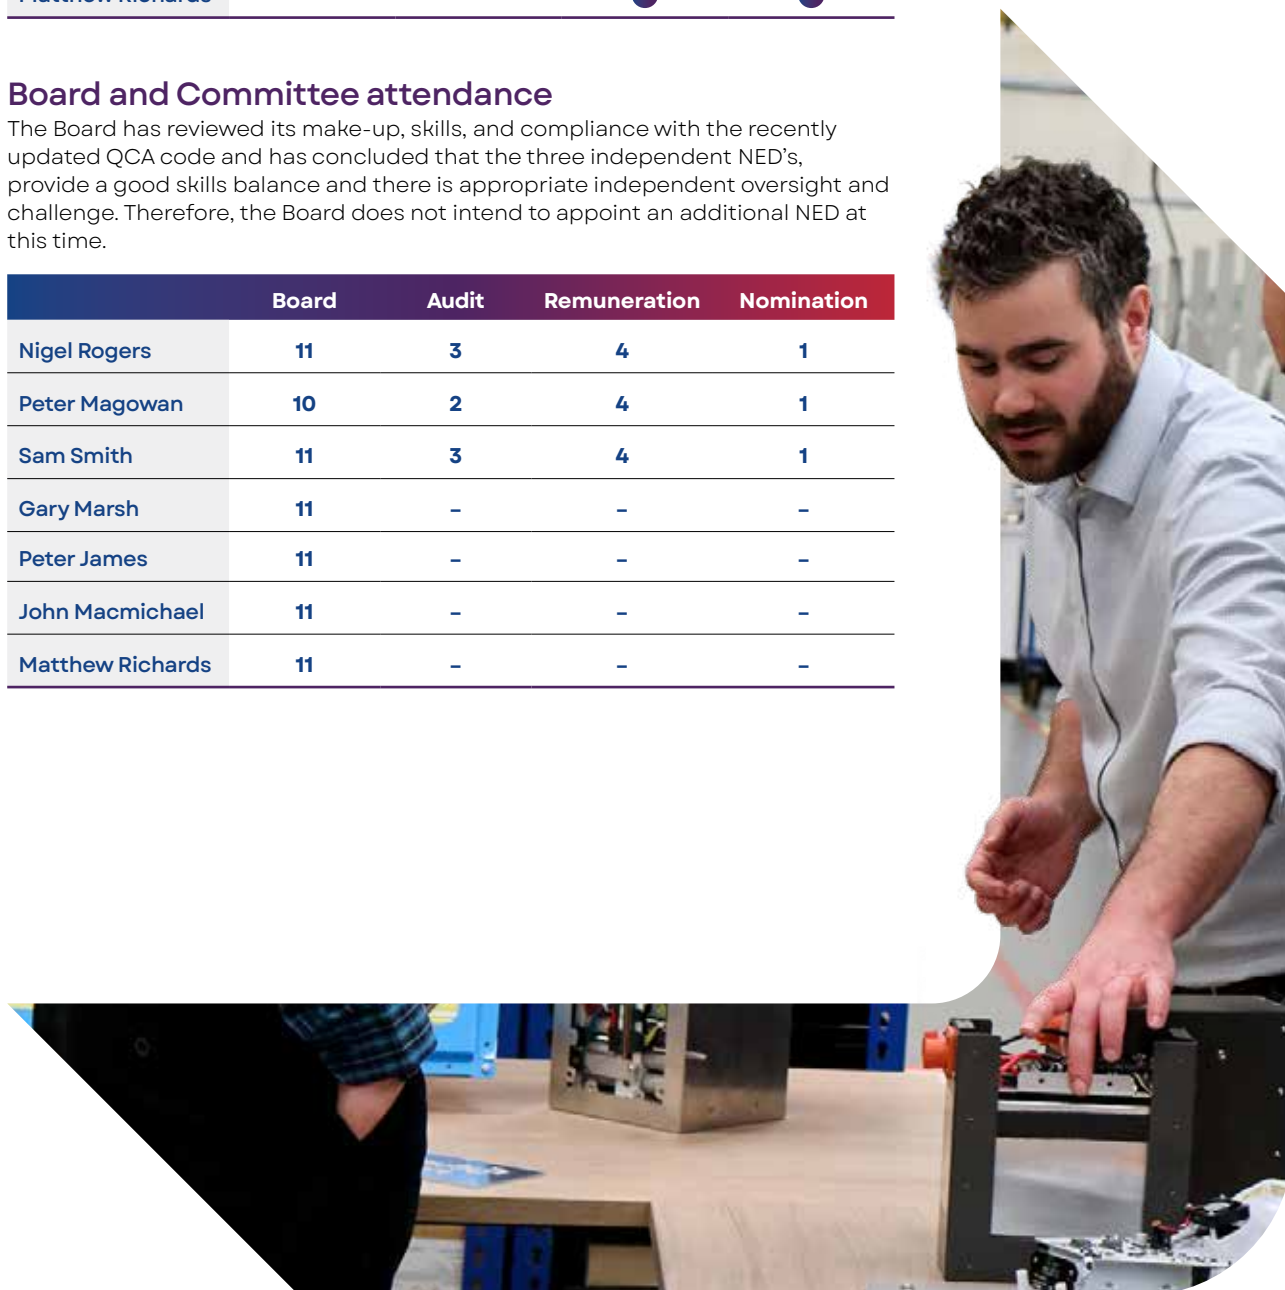 Matthew Richards
Board and Committee attendance
The Board has reviewed its make-up, skills, and compliance with the recently
updated QCA code and has concluded that the three independent NED’s,
provide a good skills balance and there is appropriate independent oversight and
challenge. Therefore, the Board does not intend to appoint an additional NED at
this time.
Board Audit Remuneration Nomination
Nigel Rogers 11 3 4 1
Peter Magowan 10 2 4 1
Sam Smith 11 3 4 1
Gary Marsh 11 – – –
Peter James 11 – – –
John Macmichael 11 – – –
Matthew Richards 11 – – –